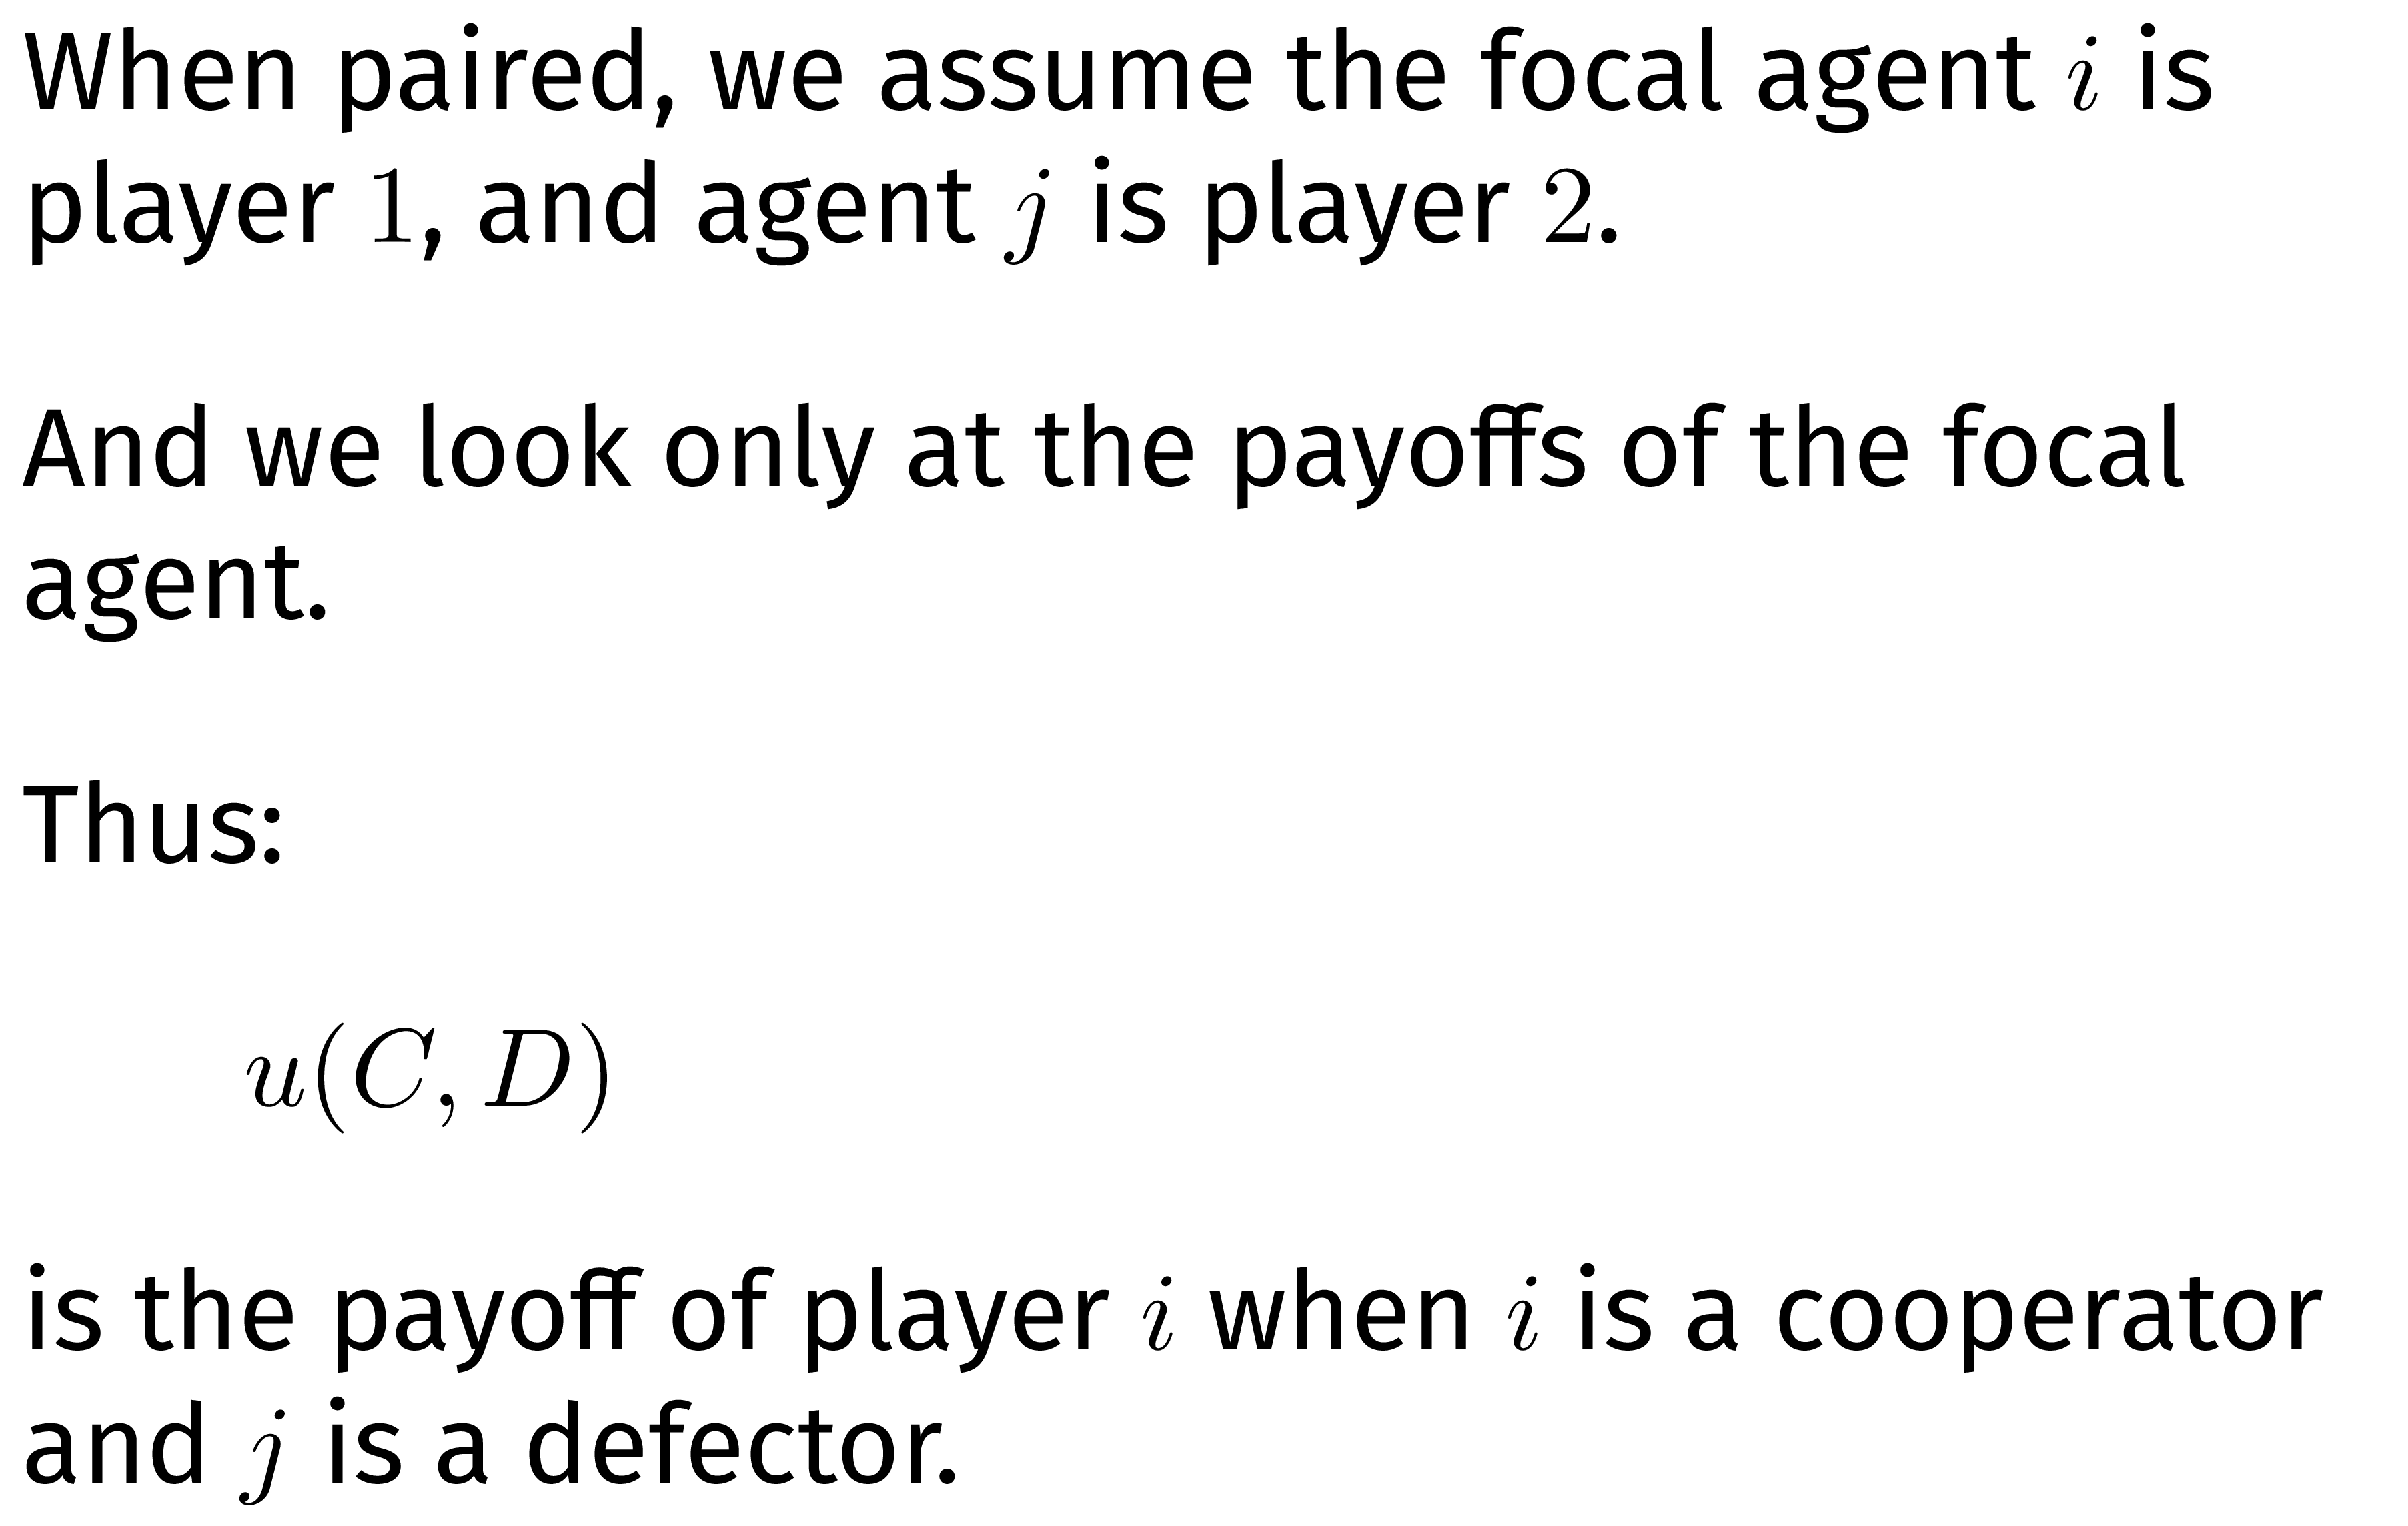 When paired, we assume the focal agent i is
player 1, and agent j is player 2.
And we look only at the payoffs of the focal
agent.
Thus:
u(C, D)
is the payoff of player i when i is a cooperator
and j is a defector.